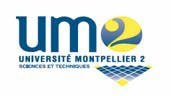 um2
UNIVERSITÉ MONTPELLIER 2
SCIENCES ET TECHNIQUES